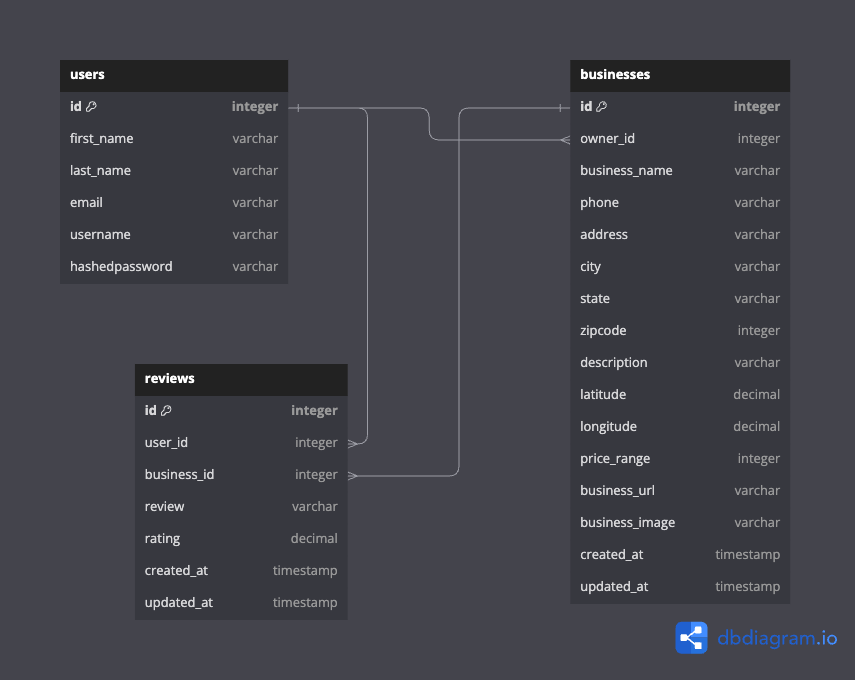 users
id integer
first_name varchar
last_name varchar
email varchar
username varchar
hashedpassword varchar
businesses
id integer
owner_id integer
business_name varchar
phone varchar
address varchar
city varchar
state varchar
zipcode integer
description varchar
latitude decimal
longitude decimal
price_range integer
business_url varchar
business_image varchar
created_at timestamp
updated_at timestamp
reviews
id integer
user_id integer
business_id integer
review varchar
rating decimal
created_at timestamp
updated_at timestamp
dbdiagram.io